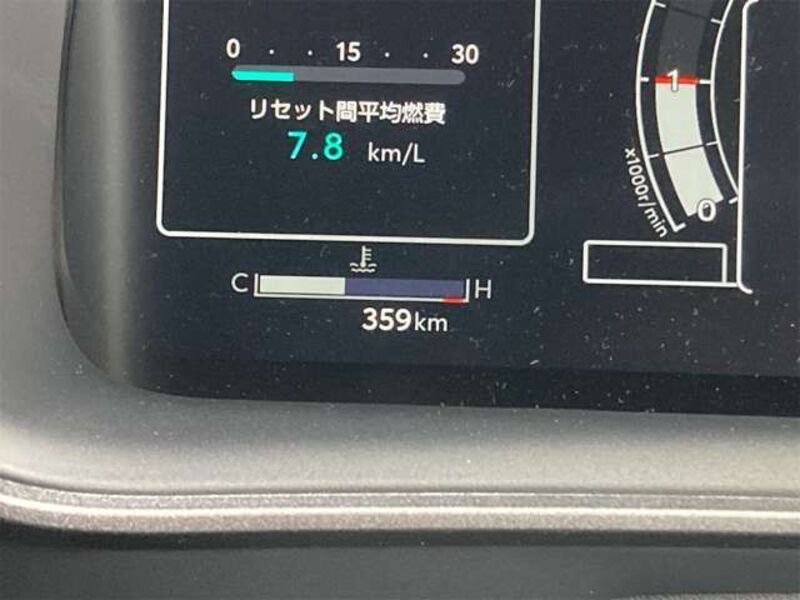 0 · · 15 · · 30
リセット間平均燃費
7.8 km/L
C H
359km
1
0
x1000r/min